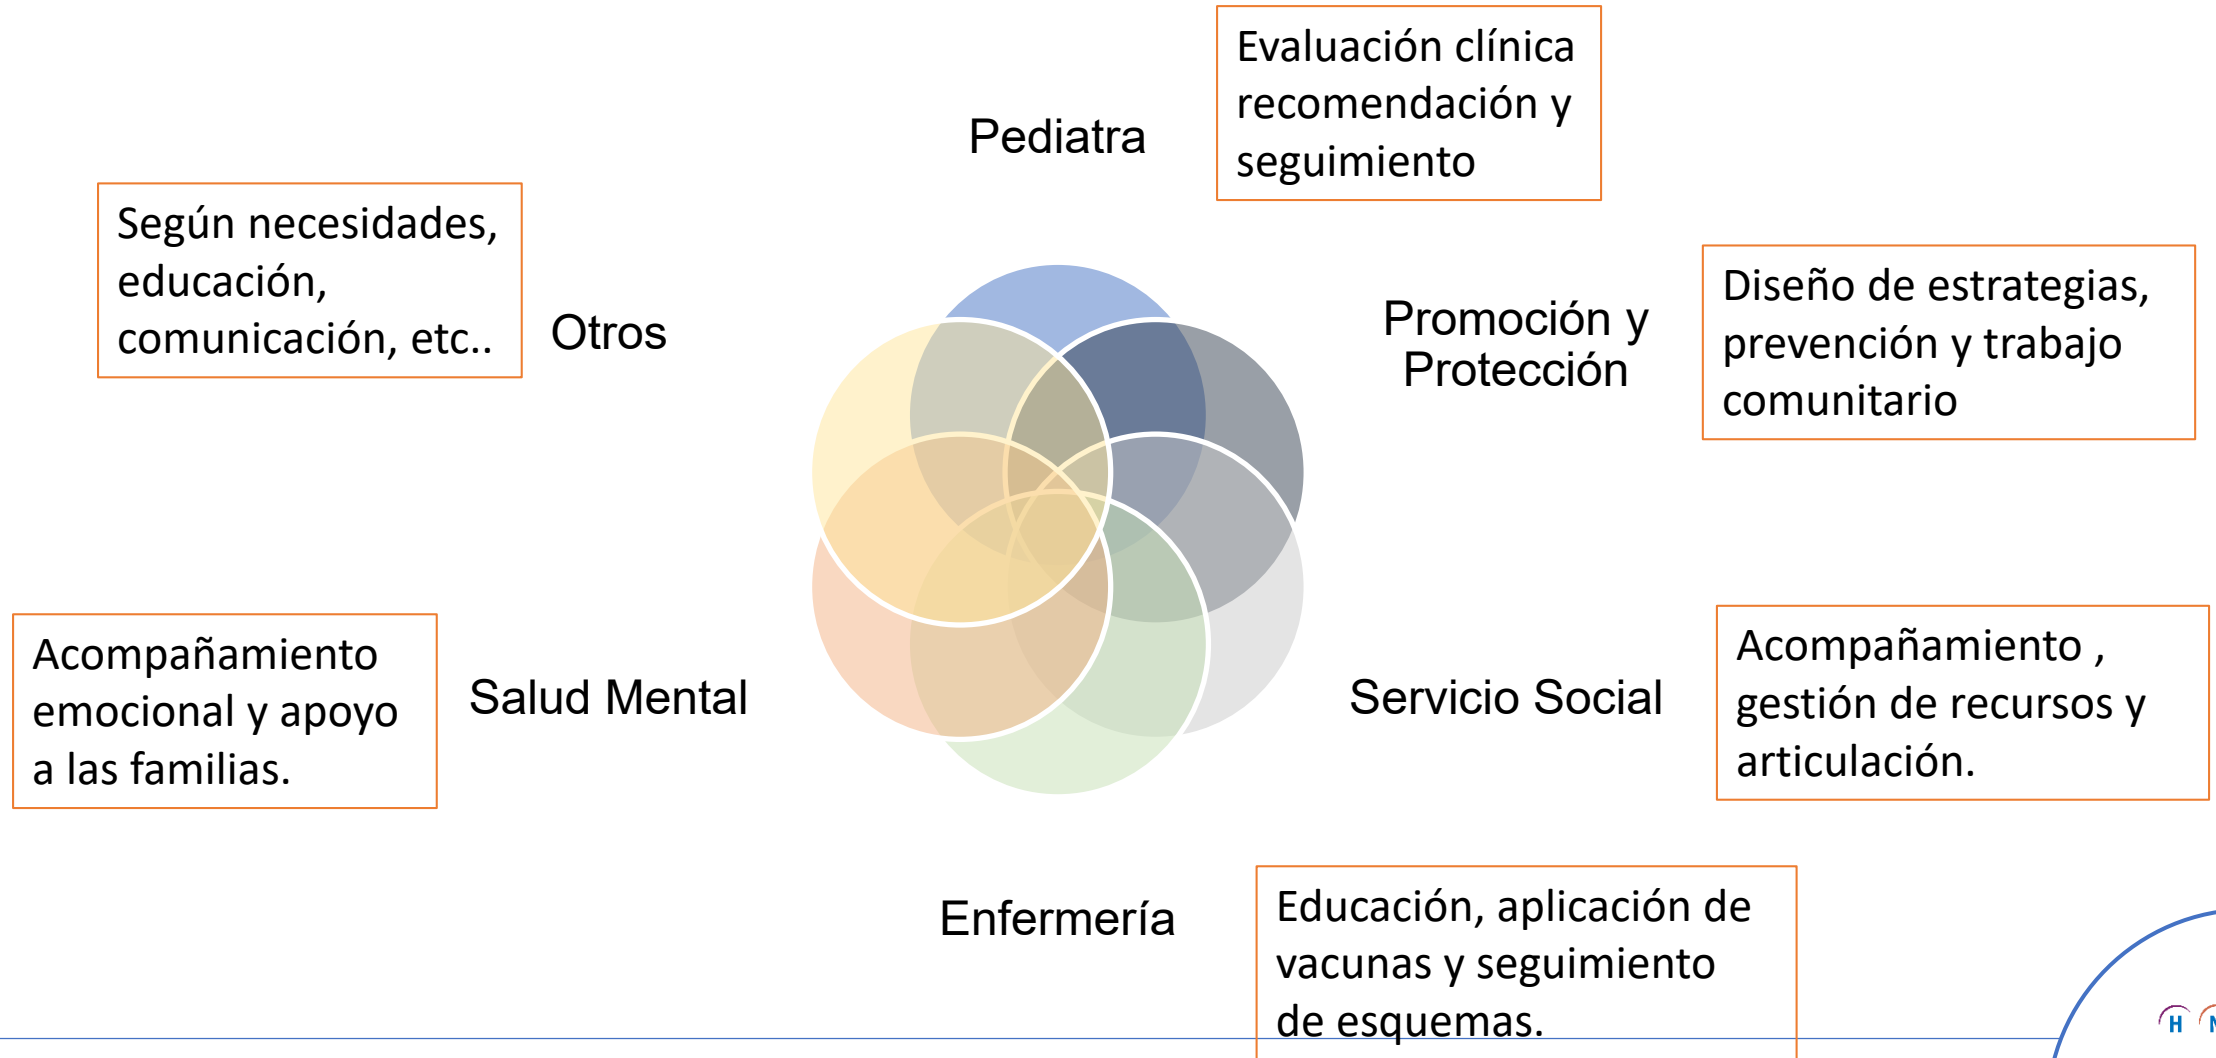 Pediatra
Evaluación clínica
recomendación y
seguimiento
Promoción y
Protección
Diseño de estrategias,
prevención y trabajo
comunitario
Servicio Social
Acompañamiento ,
gestión de recursos y
articulación.
Enfermería
Educación, aplicación de
vacunas y seguimiento
de esquemas.
Salud Mental
Acompañamiento
emocional y apoyo
a las familias.
Otros
Según necesidades,
educación,
comunicación, etc..
H